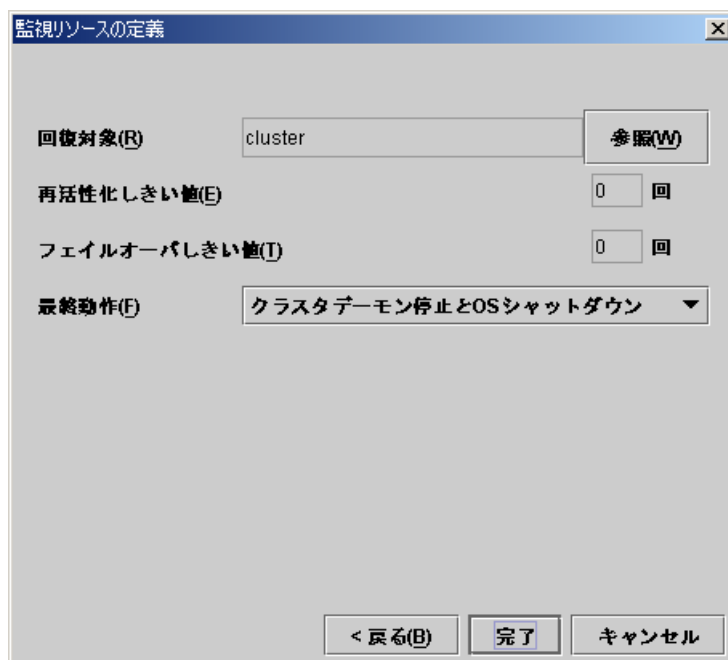 監視リソースの定義
回復対象(R) cluster 参照(W)
再活性化しきい値(E) 0 回
フェイルオーバしきい値(T) 0 回
最終動作(F) クラスタデーモン停止とOSシャットダウン
< 戻る(B) 完了 キャンセル